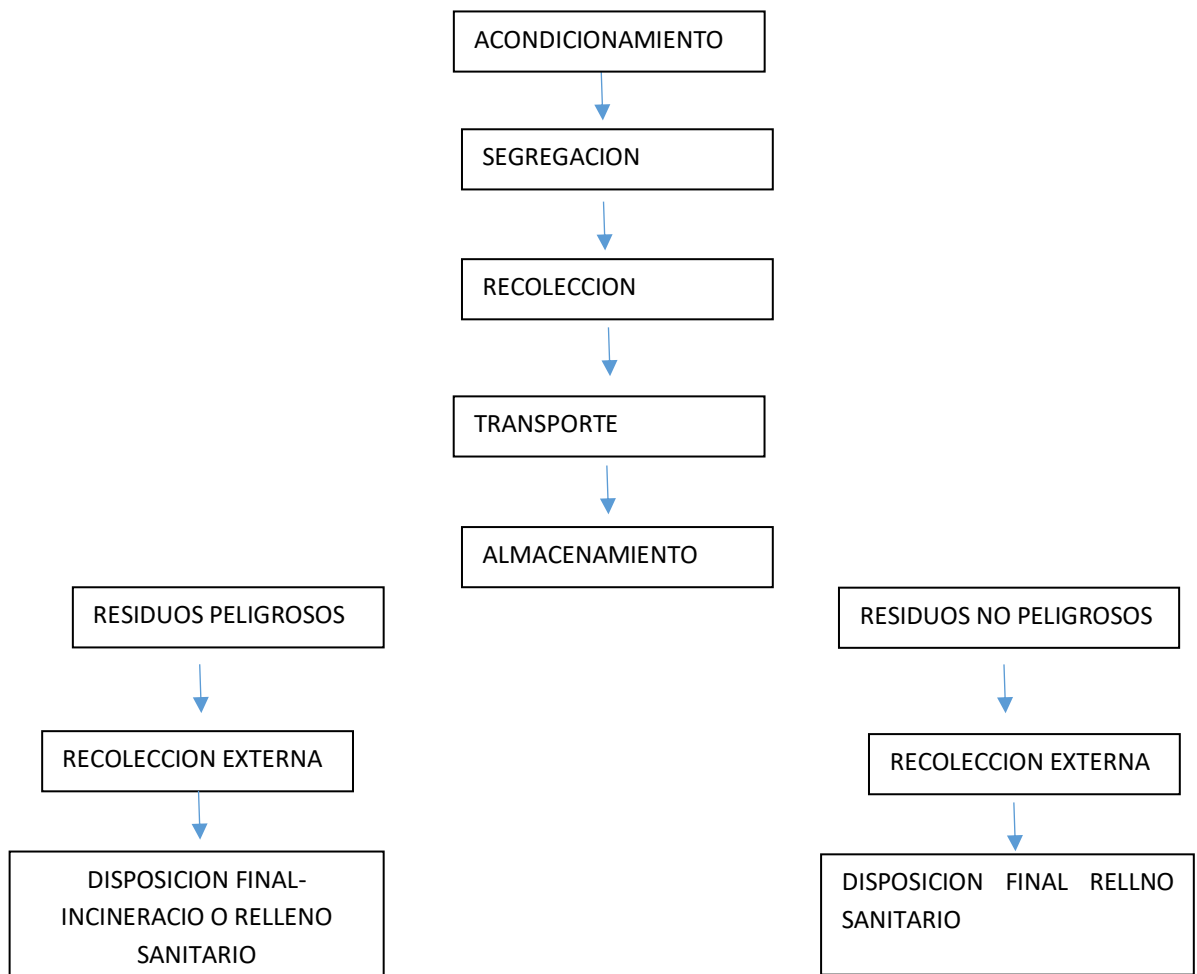 ACONDICIONAMIENTO
SEGREGACION
RECOLECCION
TRANSPORTE
ALMACENAMIENTO
RESIDUOS PELIGROSOS
RESIDUOS NO PELIGROSOS
RECOLECCION EXTERNA
RECOLECCION EXTERNA
DISPOSICION FINAL-
INCINERACIO O RELLENO
SANITARIO
DISPOSICION FINAL RELLNO
SANITARIO